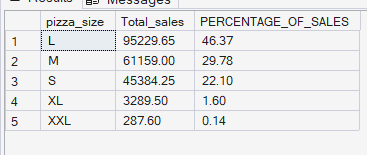 Results Messages
pizza_size Total_sales PERCENTAGE_OF_SALES
1 L 95229.65 46.37
2 M 61159.00 29.78
3 S 45384.25 22.10
4 XL 3289.50 1.60
5 XXL 287.60 0.14